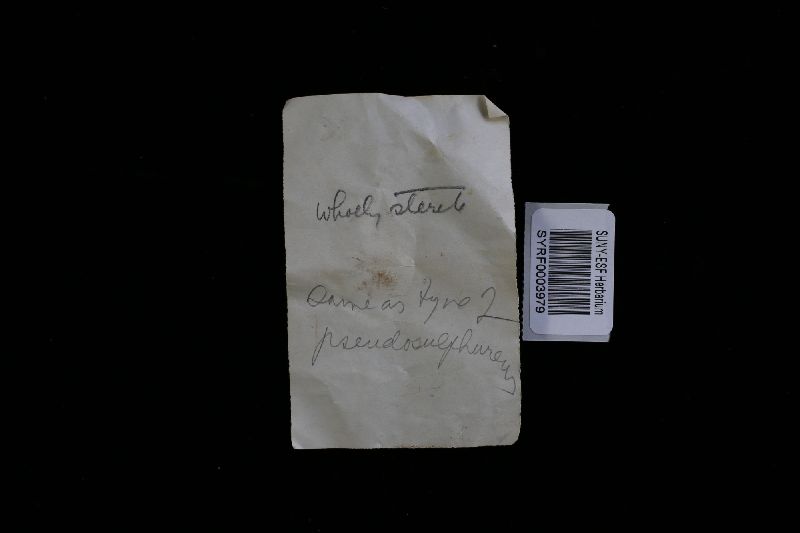 wholly sterile
Same as Type 2
pseudosulphureus
SUNY-ESF Herbarium
SYRF0003979